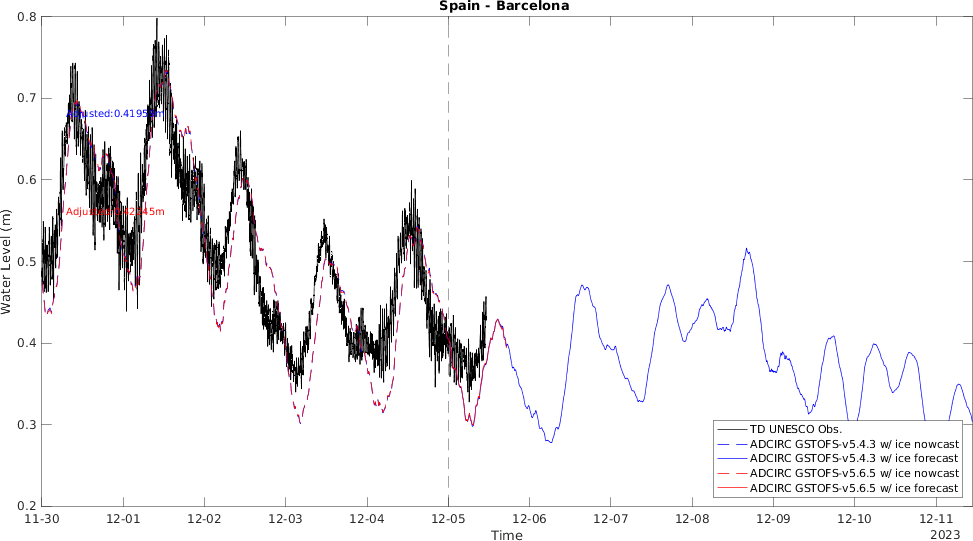 Spain - Barcelona
0.8
0.7
0.6
0.5
0.4
0.3
0.2
Water Level (m)
11-30
12-01
12-02
12-03
12-04
12-05
12-06
12-07
12-08
12-09
12-10
12-11
2023
Time
TD UNESCO Obs.
ADCIRC GSTOFS-v5.4.3 w/ ice nowcast
ADCIRC GSTOFS-v5.4.3 w/ ice forecast
ADCIRC GSTOFS-v5.6.5 w/ ice nowcast
ADCIRC GSTOFS-v5.6.5 w/ ice forecast